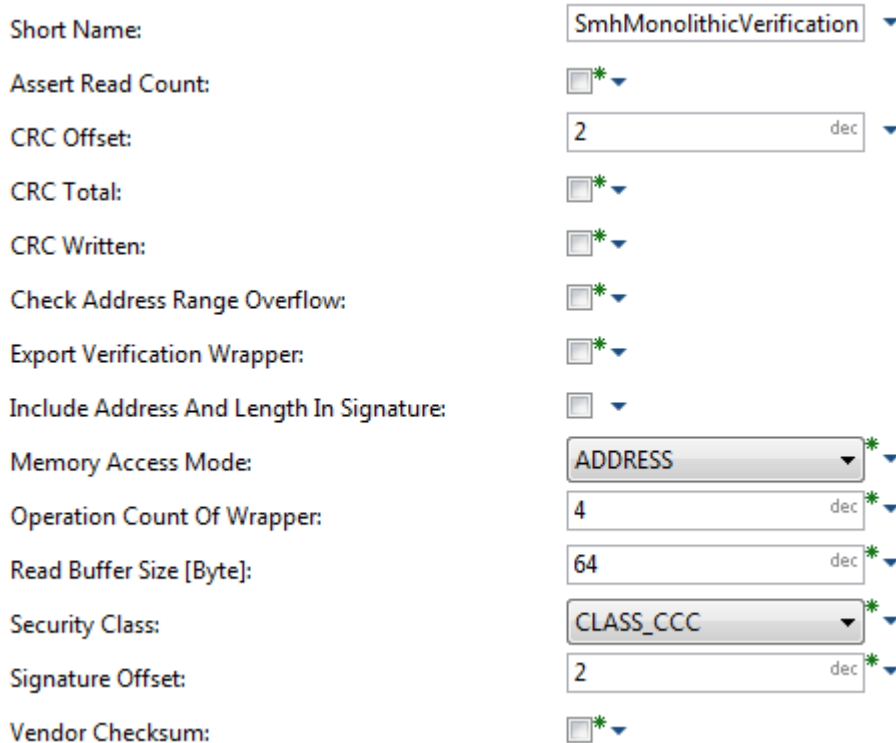 Short Name: SmhMonolithicVerification
Assert Read Count: *
CRC Offset: 2 dec
CRC Total: *
CRC Written: *
Check Address Range Overflow: *
Export Verification Wrapper: *
Include Address And Length In Signature:
Memory Access Mode: ADDRESS *
Operation Count Of Wrapper: 4 dec *
Read Buffer Size [Byte]: 64 dec *
Security Class: CLASS_CCC *
Signature Offset: 2 dec *
Vendor Checksum: *